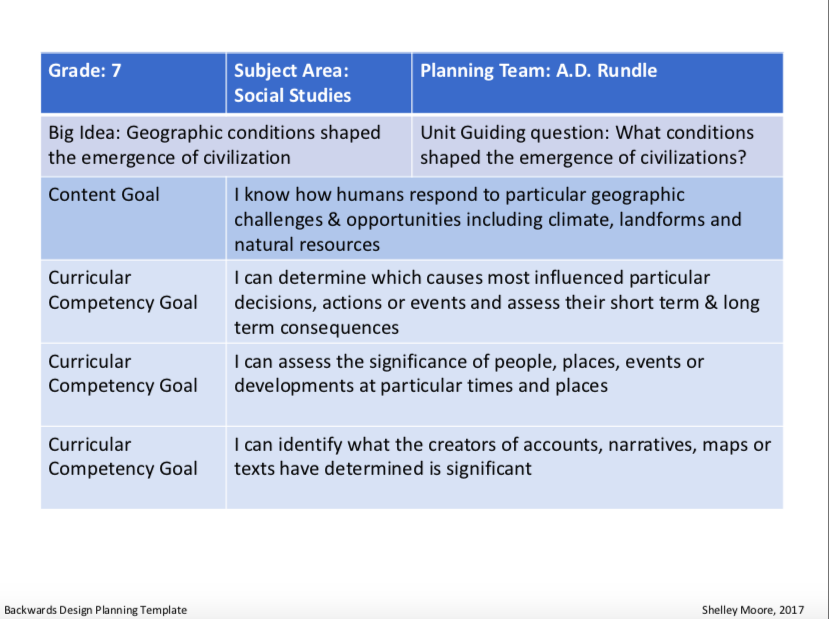 Grade: 7
Subject Area:
Social Studies
Planning Team: A.D. Rundle
Big Idea: Geographic conditions shaped
the emergence of civilization
Unit Guiding question: What conditions
shaped the emergence of civilizations?
Content Goal
I know how humans respond to particular geographic
challenges & opportunities including climate, landforms and
natural resources
Curricular
Competency Goal
I can determine which causes most influenced particular
decisions, actions or events and assess their short term & long
term consequences
Curricular
Competency Goal
I can assess the significance of people, places, events or
developments at particular times and places
Curricular
Competency Goal
I can identify what the creators of accounts, narratives, maps or
texts have determined is significant
Backwards Design Planning Template
Shelley Moore, 2017